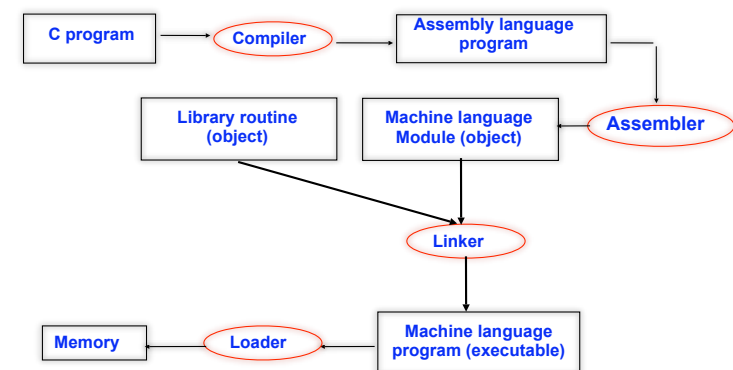 C program
Compiler
Assembly language
program
Library routine
(object)
Machine language
Module (object)
Assembler
Linker
Memory
Loader
Machine language
program (executable)